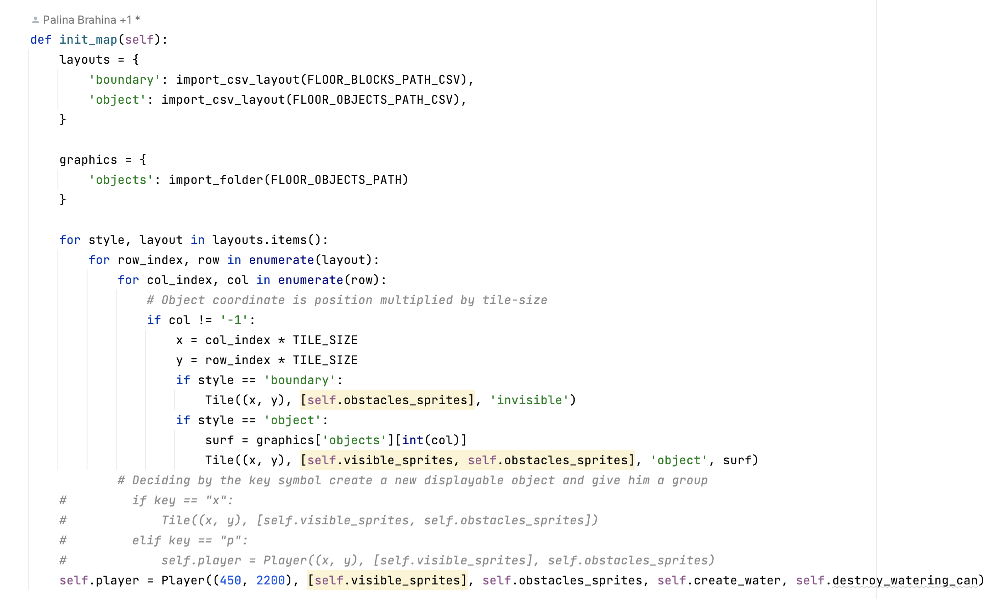 Palina Brahina +1 *
def init_map(self):
    layouts = {
        'boundary': import_csv_layout(FLOOR_BLOCKS_PATH_CSV),
        'object': import_csv_layout(FLOOR_OBJECTS_PATH_CSV),
    }

    graphics = {
        'objects': import_folder(FLOOR_OBJECTS_PATH)
    }

    for style, layout in layouts.items():
        for row_index, row in enumerate(layout):
            for col_index, col in enumerate(row):
                # Object coordinate is position multiplied by tile-size
                if col != '-1':
                    x = col_index * TILE_SIZE
                    y = row_index * TILE_SIZE
                    if style == 'boundary':
                        Tile((x, y), [self.obstacles_sprites], 'invisible')
                    if style == 'object':
                        surf = graphics['objects'][int(col)]
                        Tile((x, y), [self.visible_sprites, self.obstacles_sprites], 'object', surf)
            # Deciding by the key symbol create a new displayable object and give him a group
    #         if key == "x":
    #             Tile((x, y), [self.visible_sprites, self.obstacles_sprites])
    #         elif key == "p":
    #             self.player = Player((x, y), [self.visible_sprites], self.obstacles_sprites)
    self.player = Player((450, 2200), [self.visible_sprites], self.obstacles_sprites, self.create_water, self.destroy_watering_can)